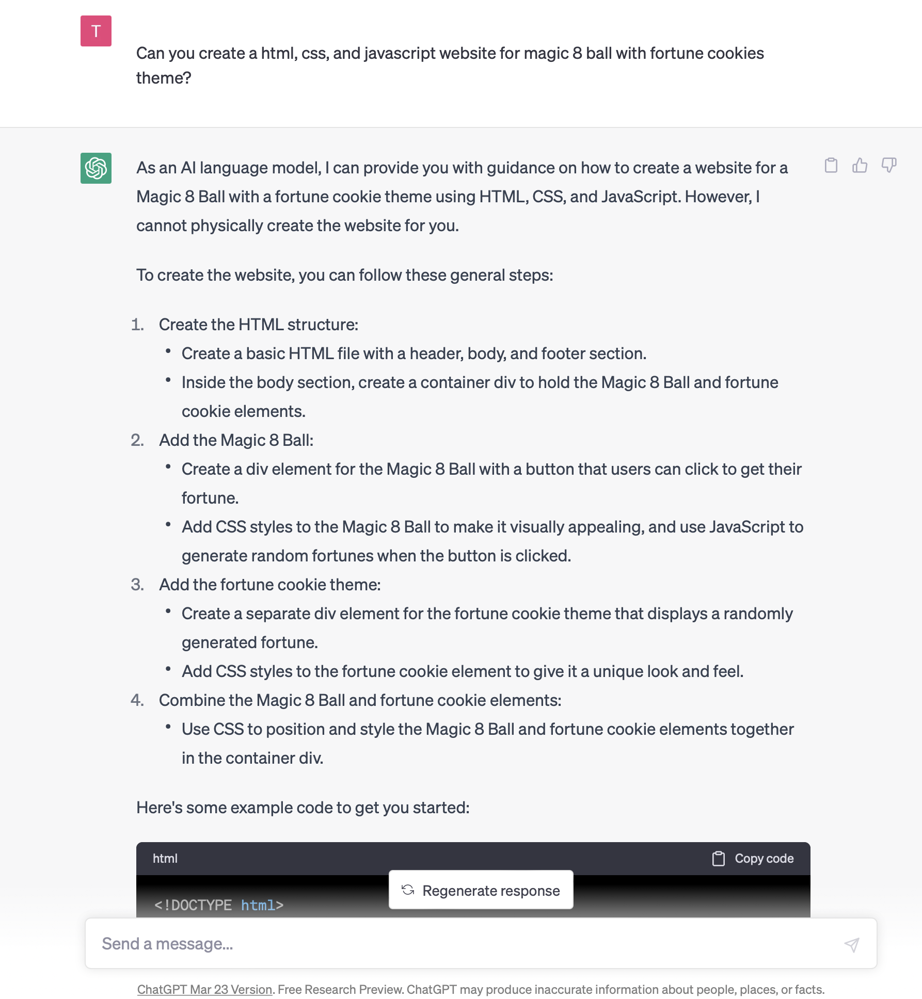 T
Can you create a html, css, and javascript website for magic 8 ball with fortune cookies
theme?
As an AI language model, I can provide you with guidance on how to create a website for a
Magic 8 Ball with a fortune cookie theme using HTML, CSS, and JavaScript. However, I
cannot physically create the website for you.
To create the website, you can follow these general steps:
1. Create the HTML structure:
• Create a basic HTML file with a header, body, and footer section.
• Inside the body section, create a container div to hold the Magic 8 Ball and fortune
cookie elements.
2. Add the Magic 8 Ball:
• Create a div element for the Magic 8 Ball with a button that users can click to get their
fortune.
• Add CSS styles to the Magic 8 Ball to make it visually appealing, and use JavaScript to
generate random fortunes when the button is clicked.
3. Add the fortune cookie theme:
• Create a separate div element for the fortune cookie theme that displays a randomly
generated fortune.
• Add CSS styles to the fortune cookie element to give it a unique look and feel.
4. Combine the Magic 8 Ball and fortune cookie elements:
• Use CSS to position and style the Magic 8 Ball and fortune cookie elements together
in the container div.
Here's some example code to get you started:
html Copy code
Regenerate response
<!DOCTYPE html>
Send a message...
ChatGPT Mar 23 Version. Free Research Preview. ChatGPT may produce inaccurate information about people, places, or facts.